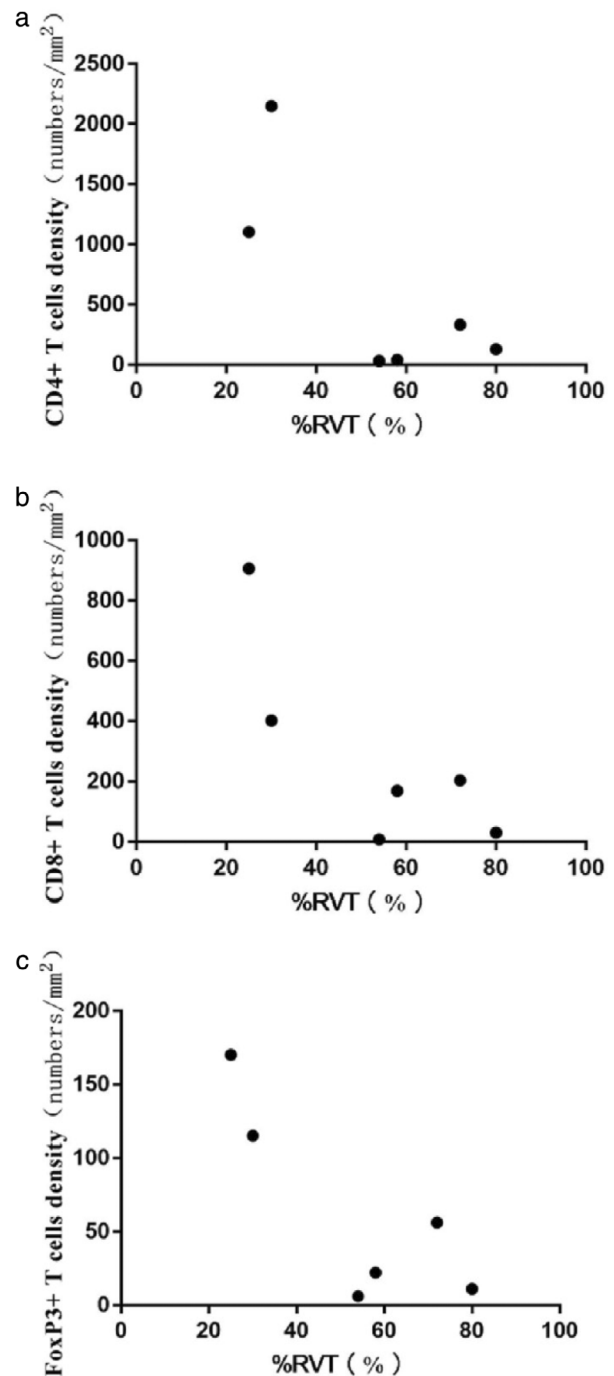 a
CD4+ T cells density (numbers/mm²)
2500
2000
1500
1000
500
0
0 20 40 60 80 100
%RVT ( % )
b
CD8+ T cells density (numbers/mm²)
1000
800
600
400
200
0
0 20 40 60 80 100
%RVT ( % )
c
FoxP3+ T cells density (numbers/mm²)
200
150
100
50
0
0 20 40 60 80 100
%RVT ( % )